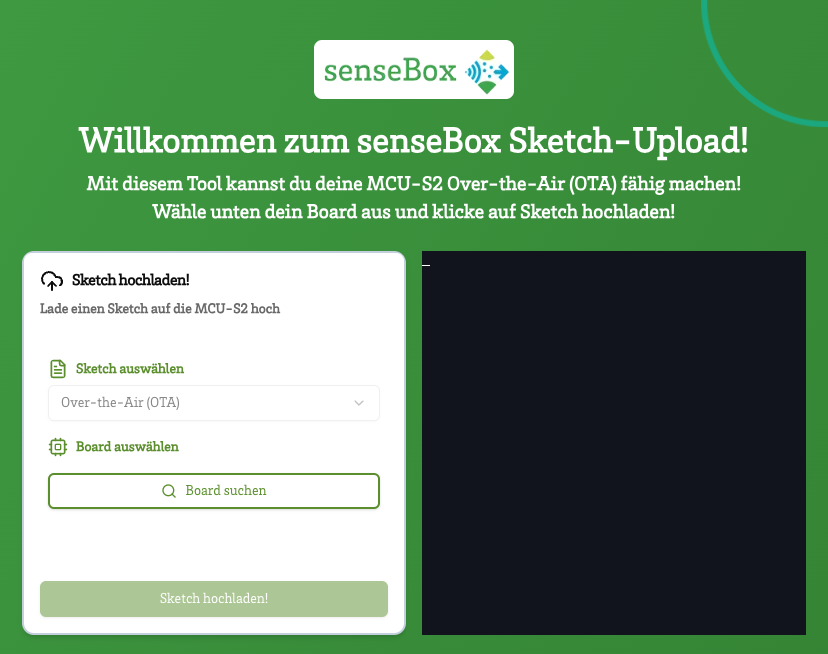 senseBox
Willkommen zum senseBox Sketch-Upload!
Mit diesem Tool kannst du deine MCU-S2 Over-the-Air (OTA) fähig machen!
Wähle unten dein Board aus und klicke auf Sketch hochladen!
Sketch hochladen!
Lade einen Sketch auf die MCU-S2 hoch
Sketch auswählen
Over-the-Air (OTA)
Board auswählen
Board suchen
Sketch hochladen!